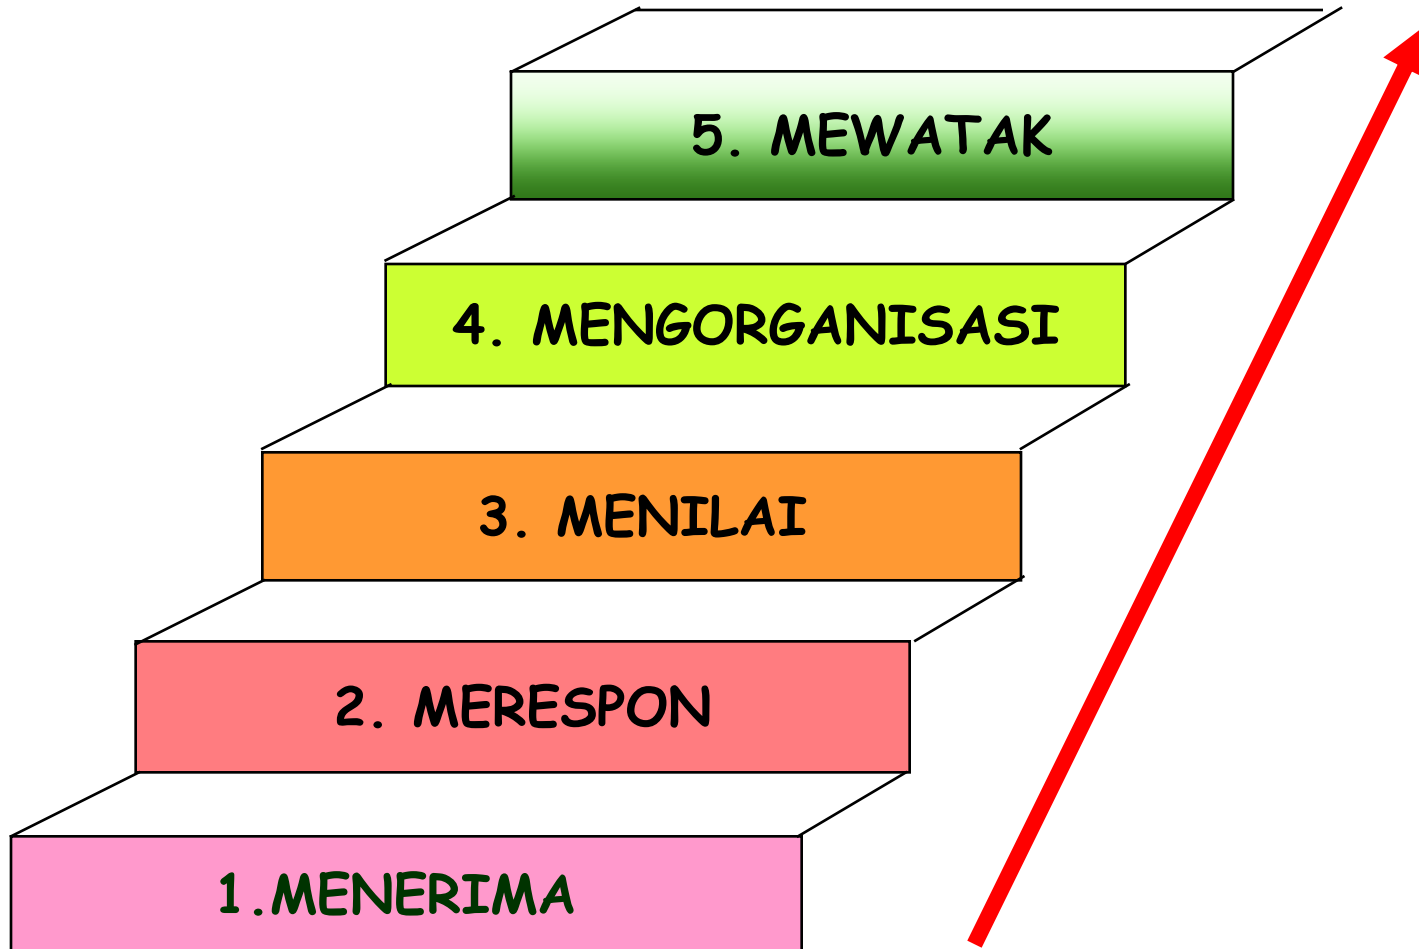 5. MEWATAK
4. MENGORGANISASI
3. MENILAI
2. MERESPON
1.MENERIMA